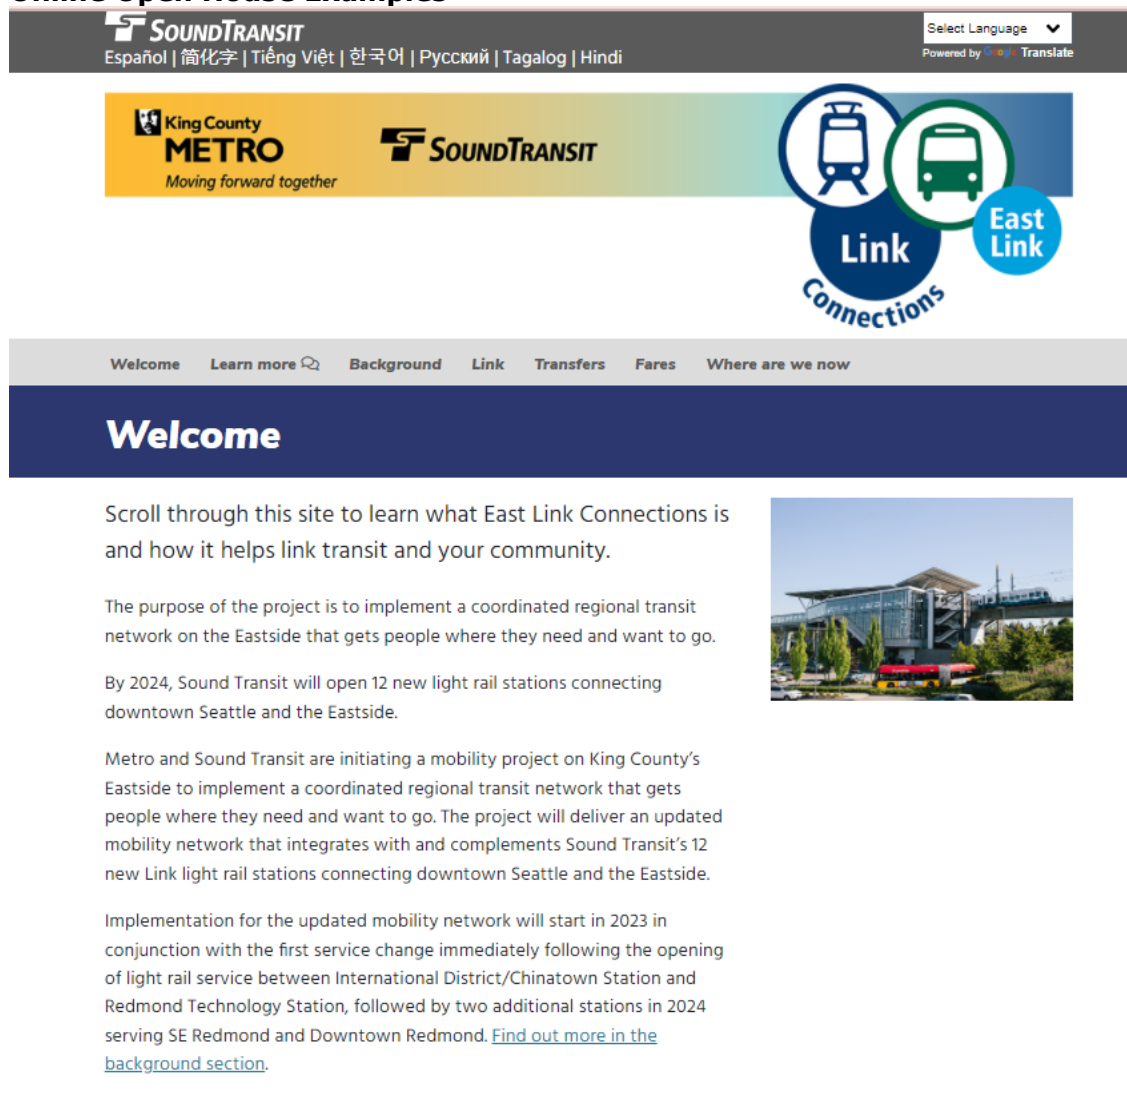 Online Open House Examples
SOUNDTRANSIT
Español | 简化字 | Tiếng Việt | 한국어 | Русский | Tagalog | Hindi
Select Language
Powered by Google Translate
King County
METRO
Moving forward together
SOUNDTRANSIT
Link
East
Link
Connections
Welcome Learn more Background Link Transfers Fares Where are we now
Welcome
Scroll through this site to learn what East Link Connections is
and how it helps link transit and your community.
The purpose of the project is to implement a coordinated regional transit
network on the Eastside that gets people where they need and want to go.
By 2024, Sound Transit will open 12 new light rail stations connecting
downtown Seattle and the Eastside.
Metro and Sound Transit are initiating a mobility project on King County's
Eastside to implement a coordinated regional transit network that gets
people where they need and want to go. The project will deliver an updated
mobility network that integrates with and complements Sound Transit's 12
new Link light rail stations connecting downtown Seattle and the Eastside.
Implementation for the updated mobility network will start in 2023 in
conjunction with the first service change immediately following the opening
of light rail service between International District/Chinatown Station and
Redmond Technology Station, followed by two additional stations in 2024
serving SE Redmond and Downtown Redmond. Find out more in the
background section.